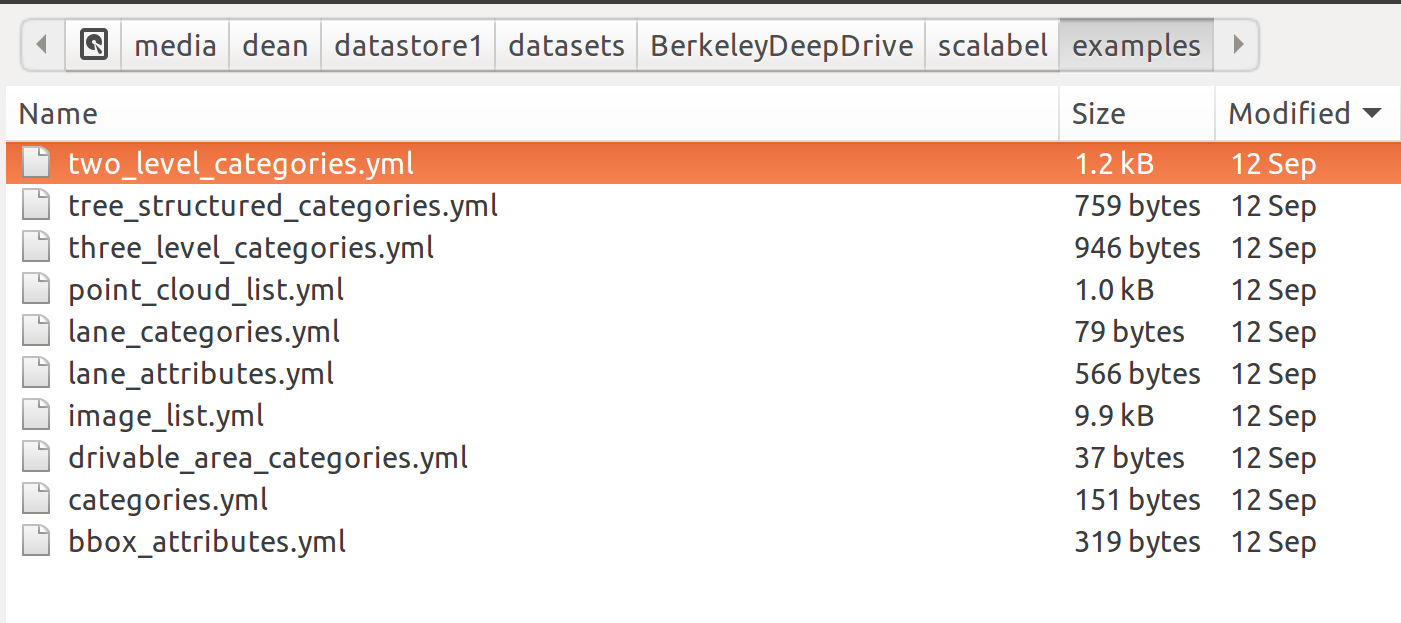 media dean datastore1 datasets BerkeleyDeepDrive scalabel examples
Name Size Modified
two_level_categories.yml 1.2 kB 12 Sep
tree_structured_categories.yml 759 bytes 12 Sep
three_level_categories.yml 946 bytes 12 Sep
point_cloud_list.yml 1.0 kB 12 Sep
lane_categories.yml 79 bytes 12 Sep
lane_attributes.yml 566 bytes 12 Sep
image_list.yml 9.9 kB 12 Sep
drivable_area_categories.yml 37 bytes 12 Sep
categories.yml 151 bytes 12 Sep
bbox_attributes.yml 319 bytes 12 Sep